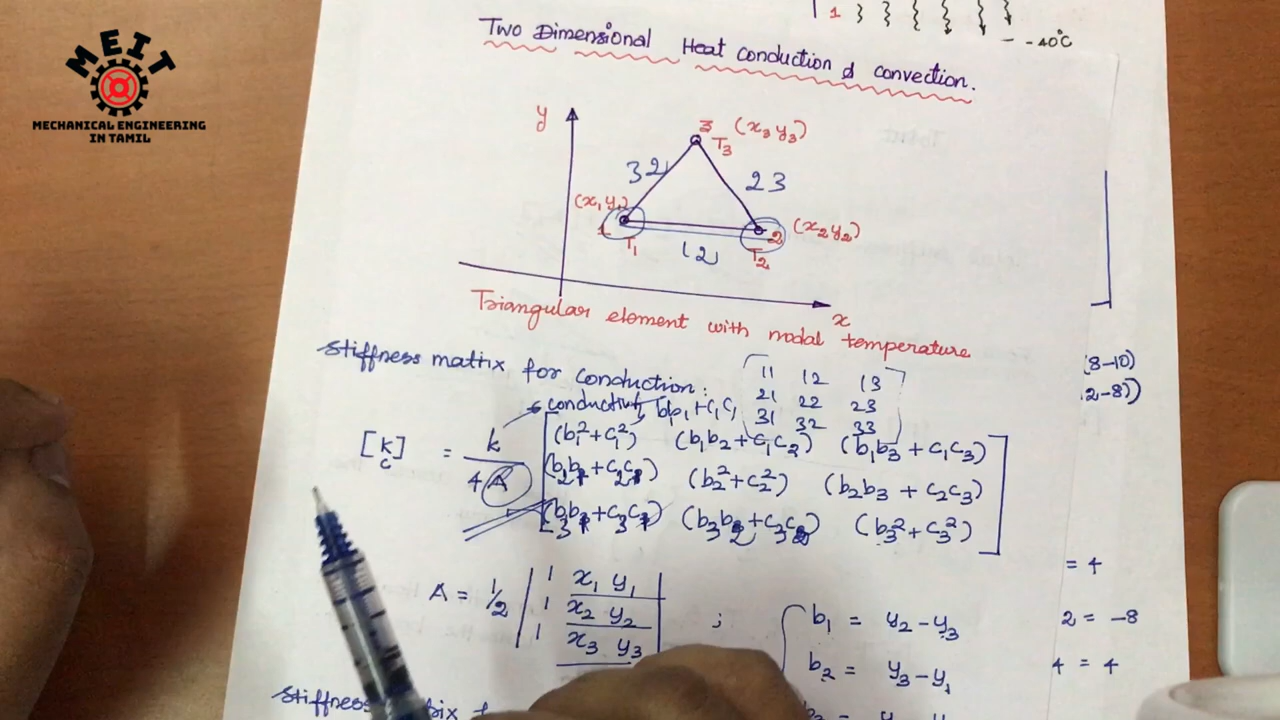 MEIT
MECHANICAL ENGINEERING
IN TAMIL
1
-40°C
Two Dimensional Heat conduction & convection.
y
3 (x₃ y₃)
T₃
32
23
(x₁ y₁)
(x₂ y₂)
1
2
T₁
12
T₂
x
Triangular element with nodal temperature
Stiffness matrix for conduction:
11 12 13
21 22 23
31 32 33
conductivity
b₁b₁+c₁c₁
[K_c] = k/4A [(b₁²+c₁²) (b₁b₂+c₁c₂) (b₁b₃+c₁c₃)
(b₂b₁+c₂c₁) (b₂²+c₂²) (b₂b₃+c₂c₃)
(b₃b₁+c₃c₁) (b₃b₂+c₃c₂) (b₃²+c₃²)]
(8-10)
2-8))
A = 1/2 | 1 x₁ y₁
1 x₂ y₂
1 x₃ y₃ | ;
b₁ = y₂-y₃
b₂ = y₃-y₁
= 4
2 = -8
4 = 4